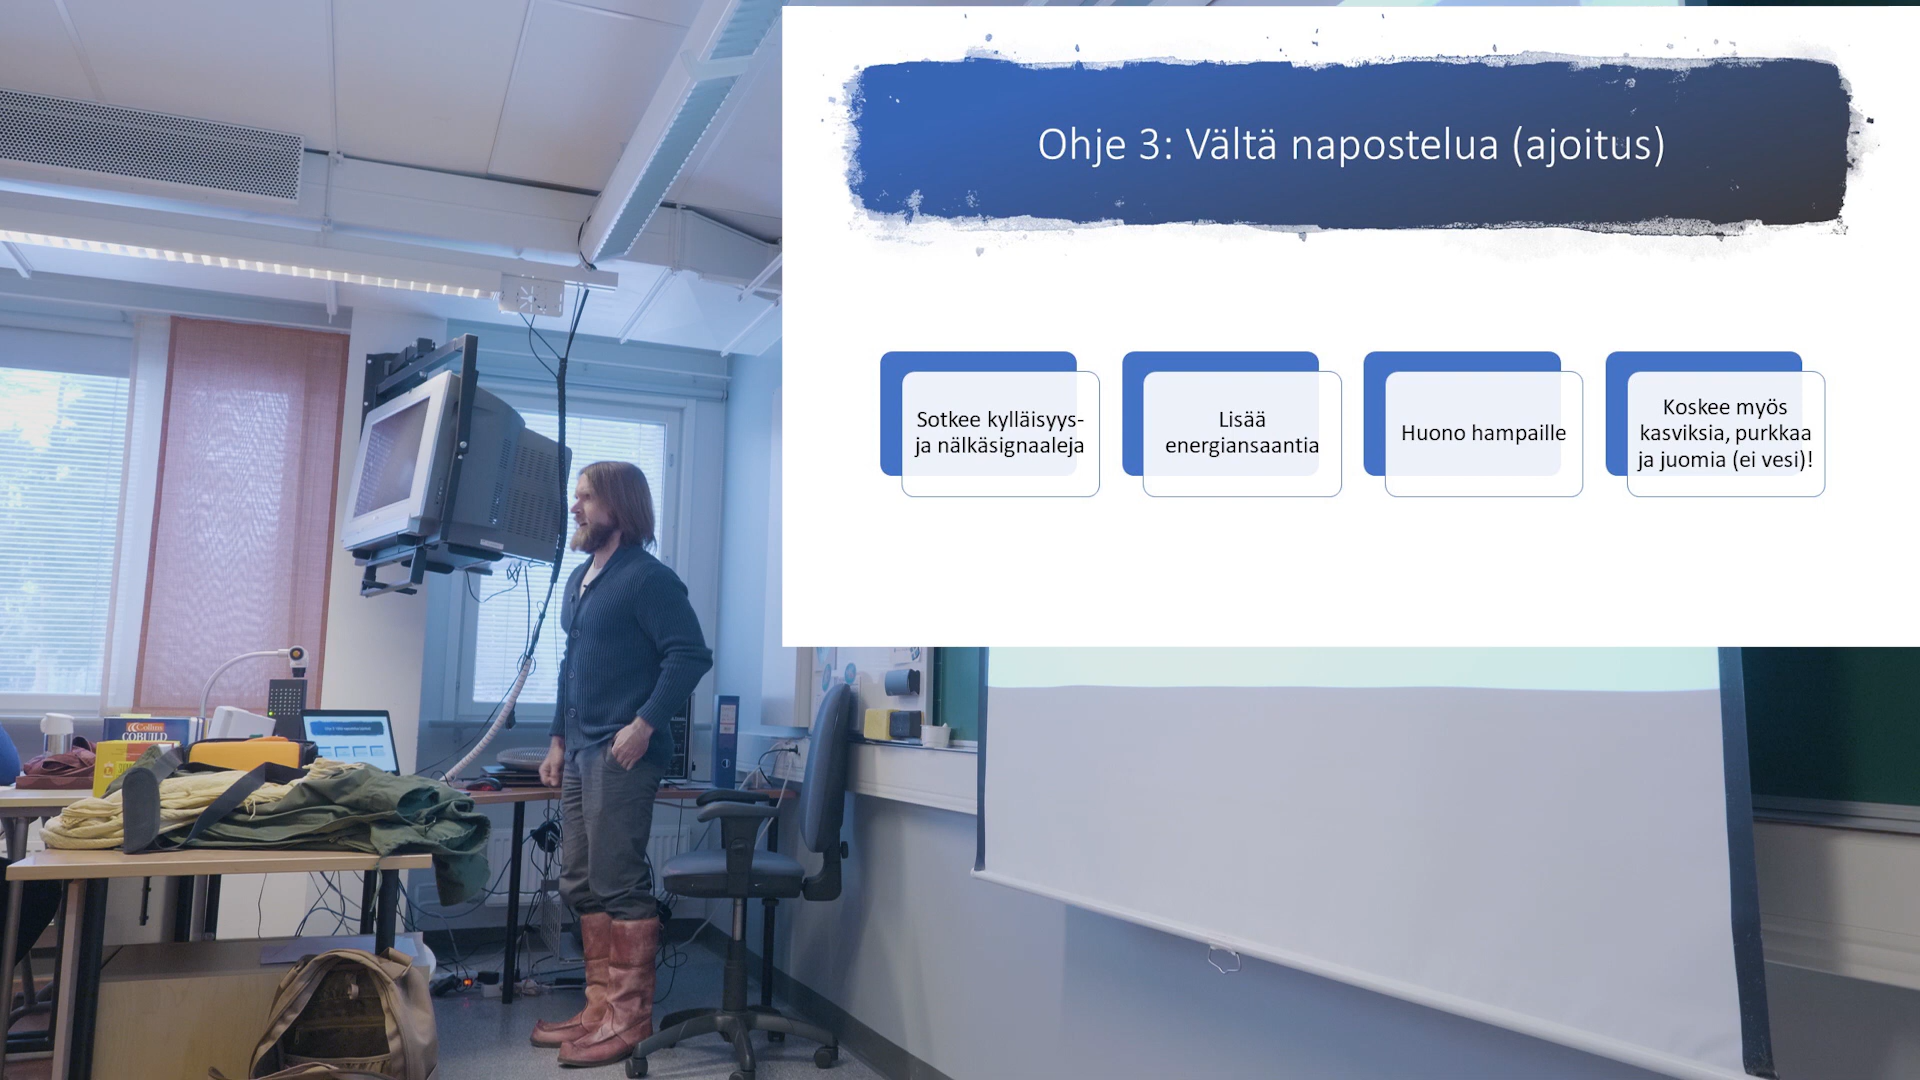 Ohje 3: Vältä napostelua (ajoitus)
Sotkee kylläisyys-
ja nälkäsignaaleja
Lisää
energiansaantia
Huono hampaille
Koskee myös
kasviksia, purkkaa
ja juomia (ei vesi)!
Collins
COBUILD